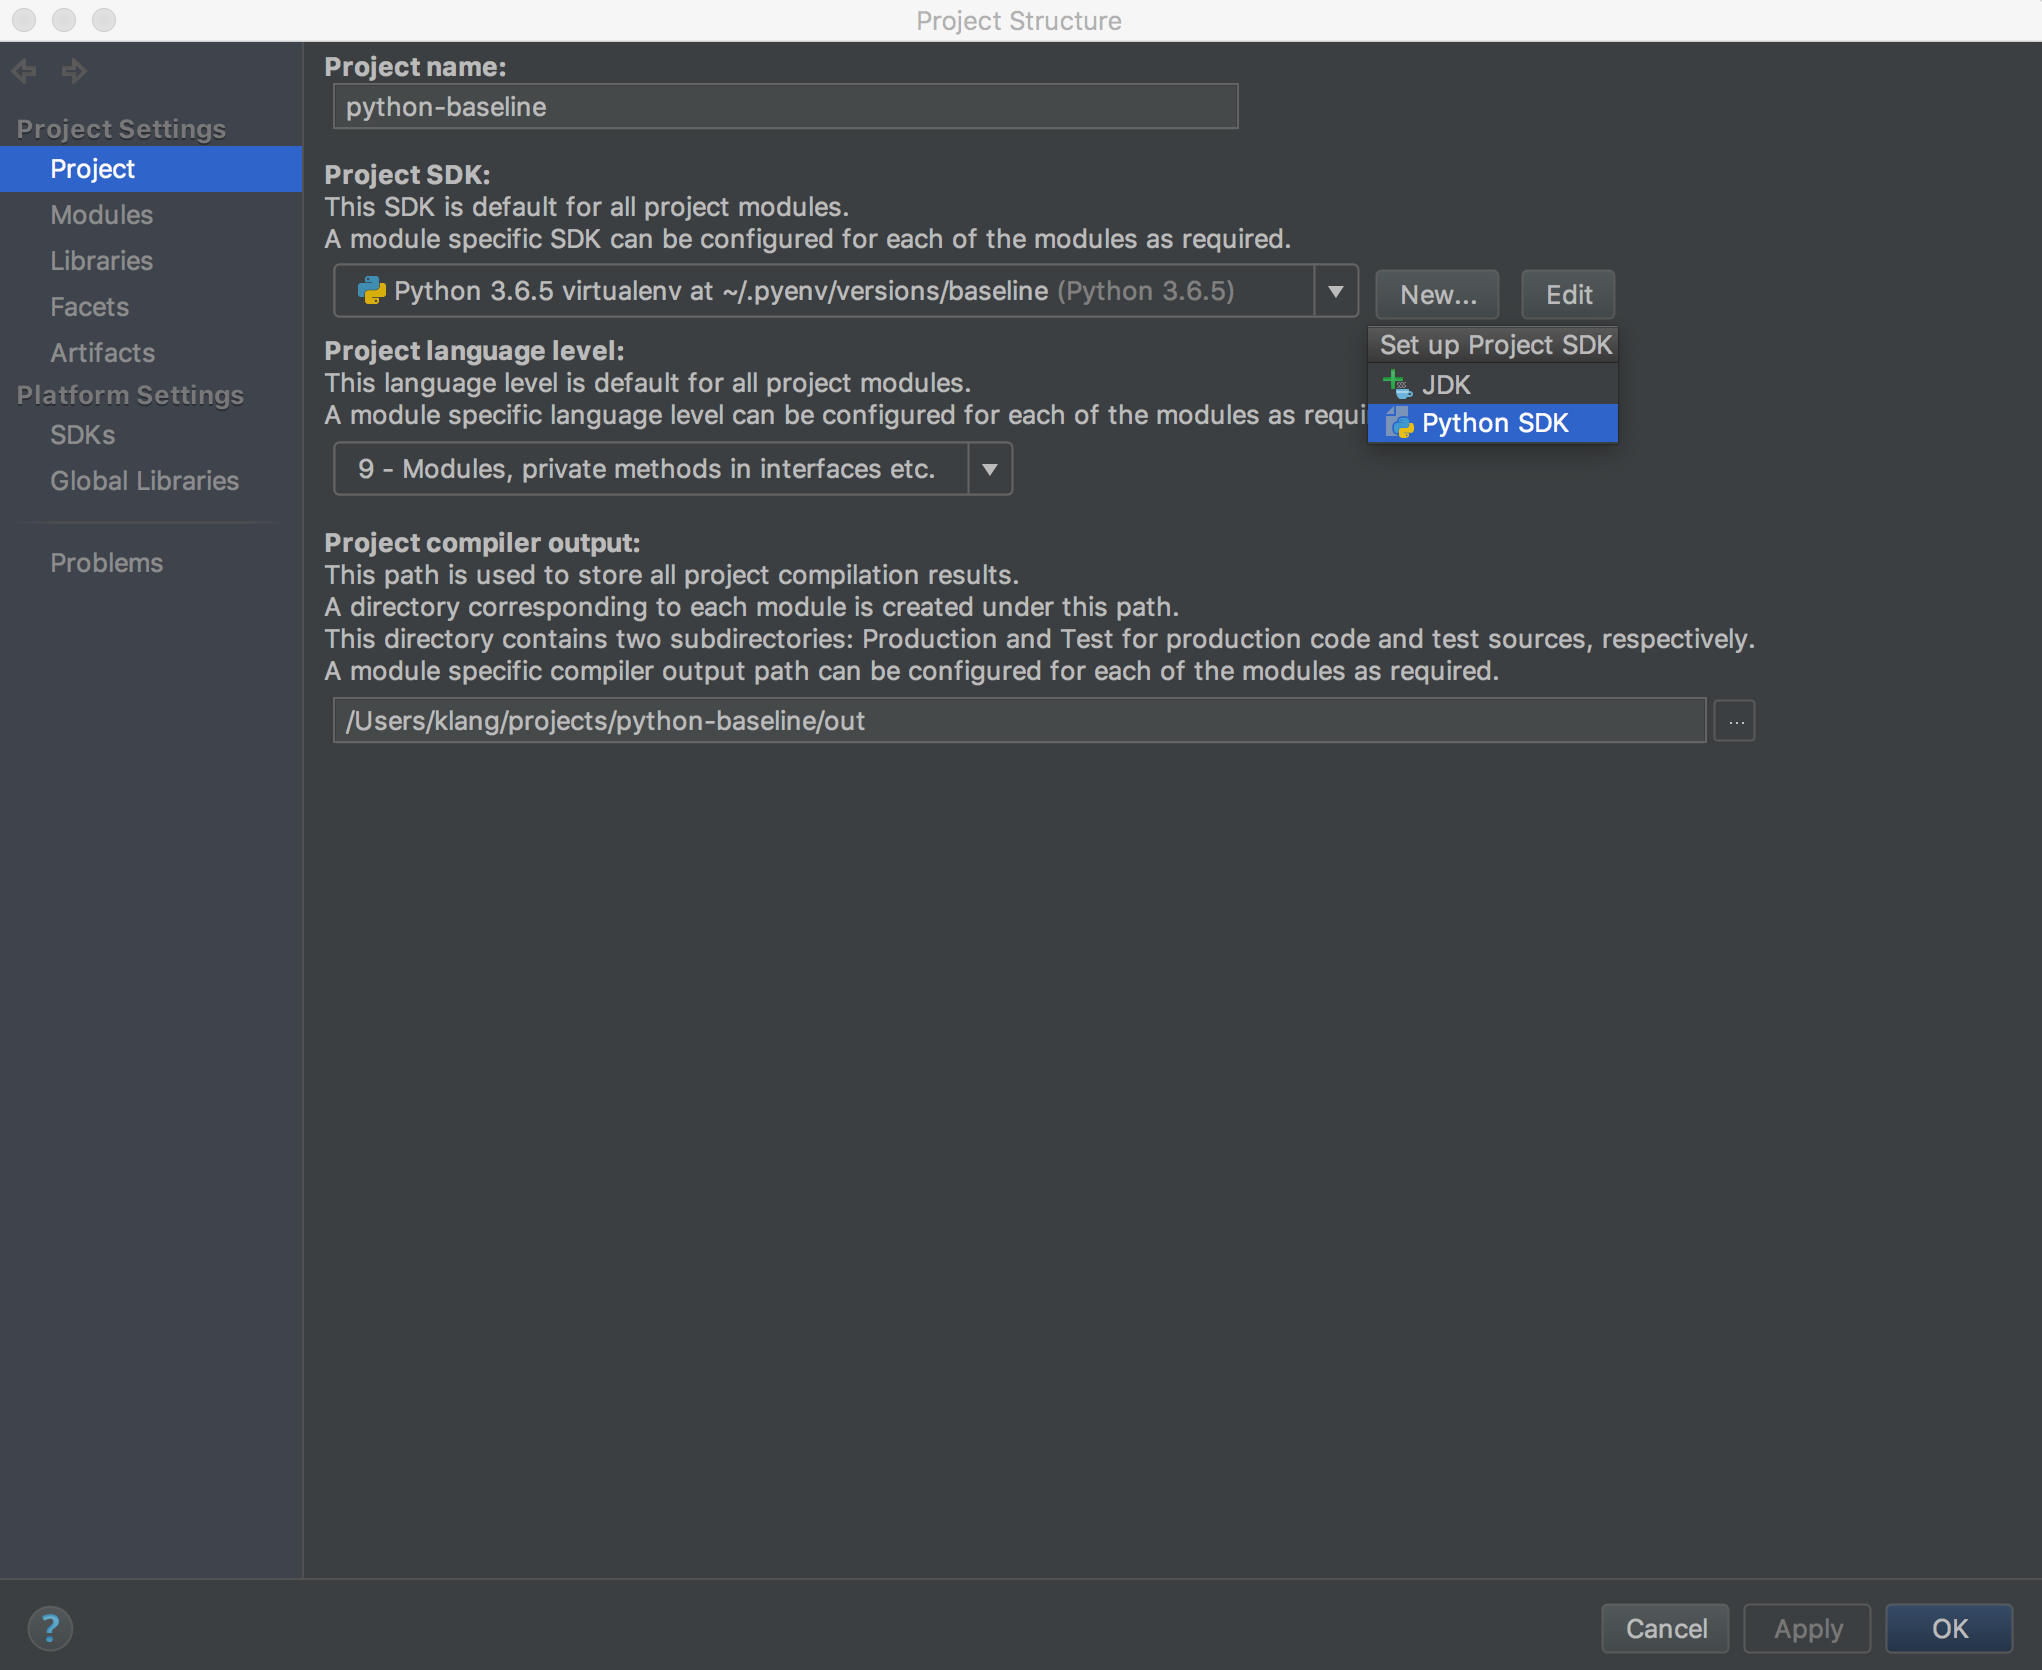 Project Structure
Project Settings
Project
Modules
Libraries
Facets
Artifacts
Platform Settings
SDKs
Global Libraries
Problems
Project name:
python-baseline
Project SDK:
This SDK is default for all project modules.
A module specific SDK can be configured for each of the modules as required.
Python 3.6.5 virtualenv at ~/.pyenv/versions/baseline (Python 3.6.5)
New...
Edit
Set up Project SDK
JDK
Python SDK
Project language level:
This language level is default for all project modules.
A module specific language level can be configured for each of the modules as requi
9 - Modules, private methods in interfaces etc.
Project compiler output:
This path is used to store all project compilation results.
A directory corresponding to each module is created under this path.
This directory contains two subdirectories: Production and Test for production code and test sources, respectively.
A module specific compiler output path can be configured for each of the modules as required.
/Users/klang/projects/python-baseline/out
...
?
Cancel
Apply
OK